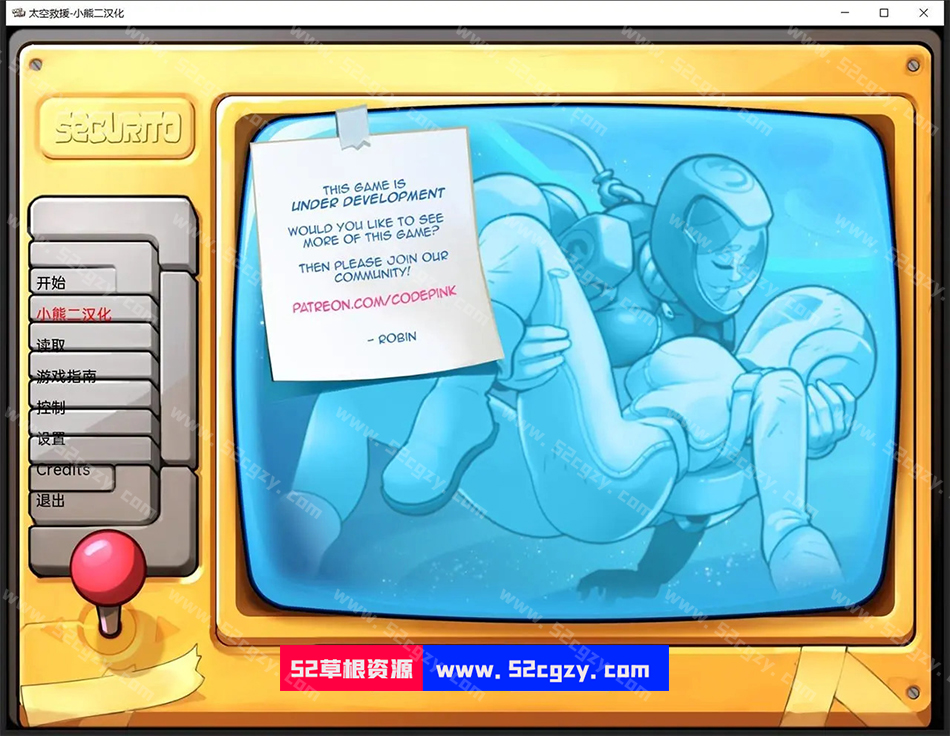 太空救援-小熊二汉化
SECURITO
THIS GAME IS
UNDER DEVELOPMENT
WOULD YOU LIKE TO SEE
MORE OF THIS GAME?
THEN PLEASE JOIN OUR
COMMUNITY!
PATREON.COM/CODEPINK
- ROBIN
开始
小熊二汉化
读取
游戏指南
控制
设置
Credits
退出
52草根资源 www.52cgzy.com
www.52cgzy.com